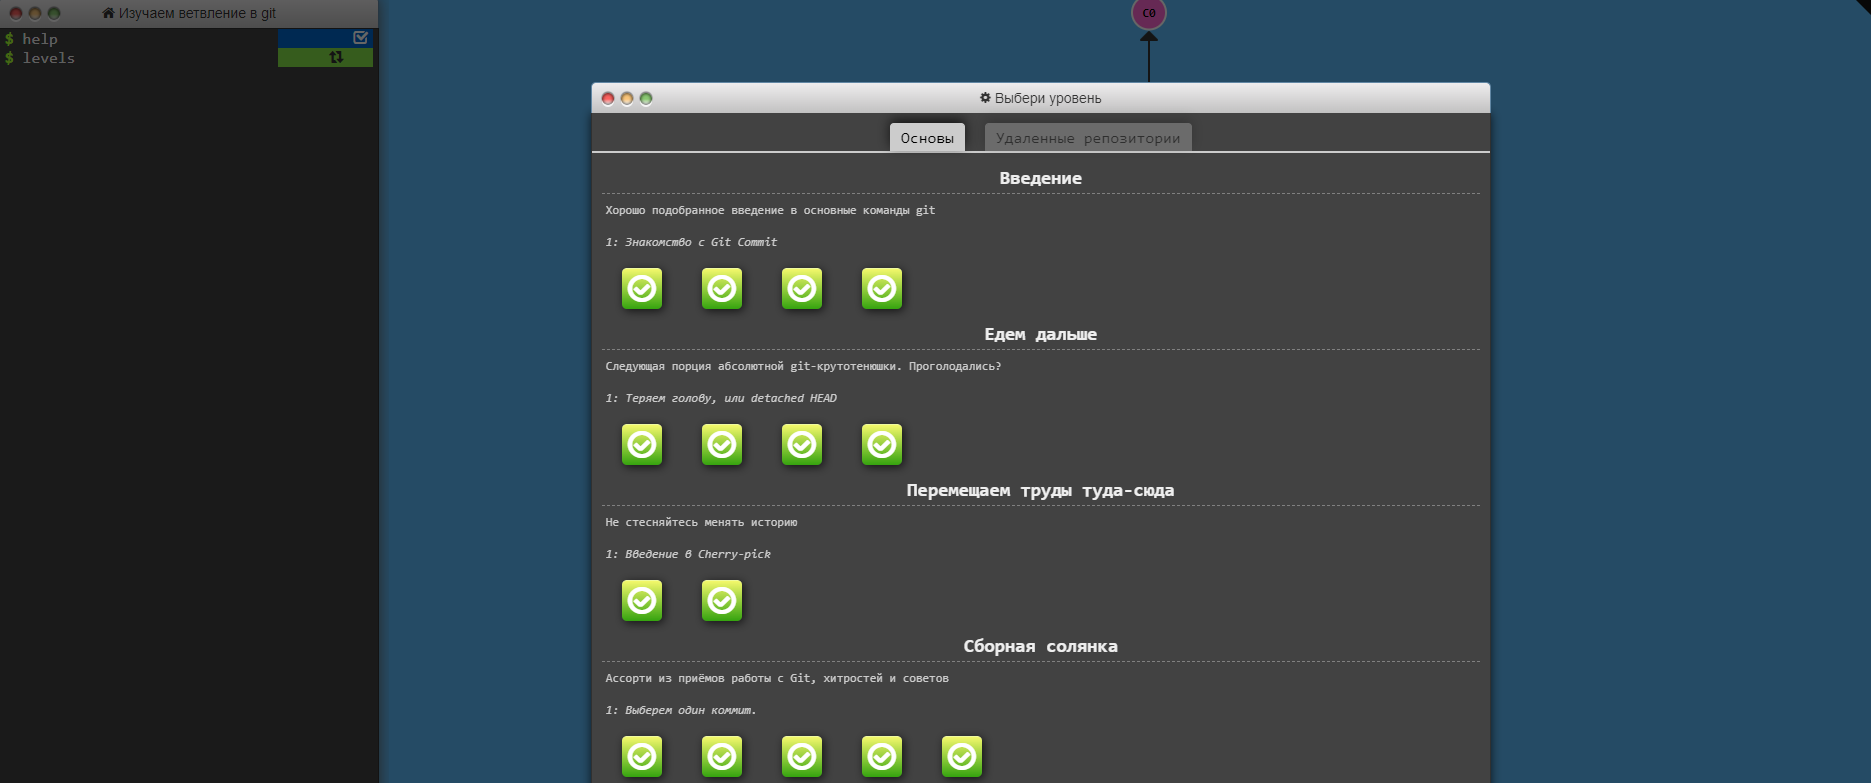 Изучаем ветвление в git
$ help
$ levels
C0
Выбери уровень
Основы
Удаленные репозитории
Введение
Хорошо подобранное введение в основные команды git
1: Знакомство с Git Commit
Едем дальше
Следующая порция абсолютной git-крутотенюшки. Проголодались?
1: Теряем голову, или detached HEAD
Перемещаем труды туда-сюда
Не стесняйтесь менять историю
1: Введение в Cherry-pick
Сборная солянка
Ассорти из приёмов работы с Git, хитростей и советов
1: Выберем один коммит.